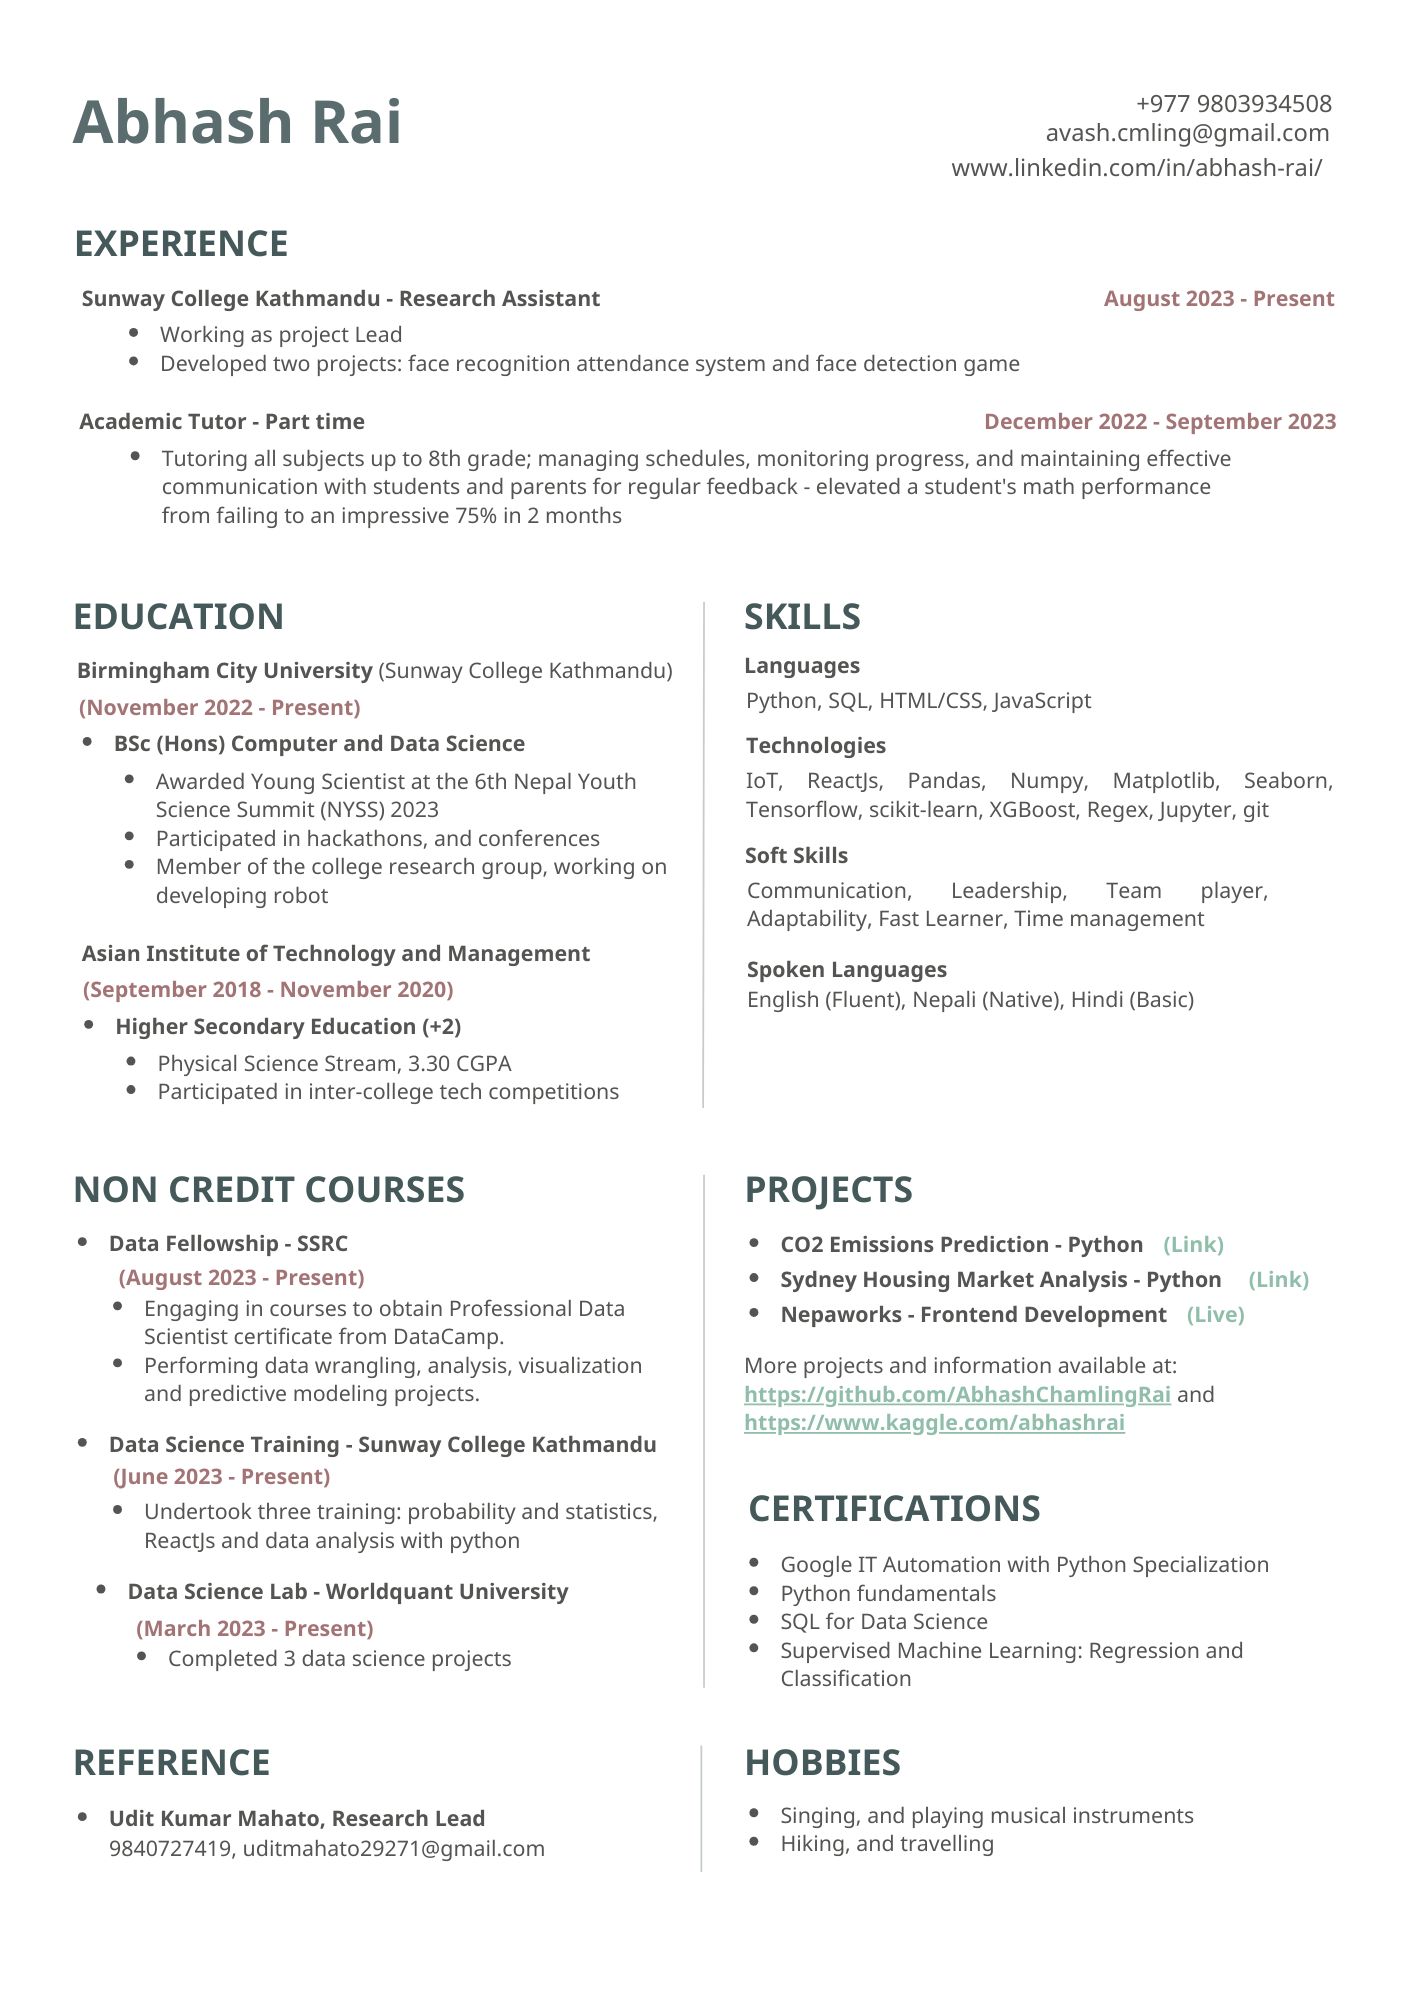 Abhash Rai
+977 9803934508
avash.cmling@gmail.com
www.linkedin.com/in/abhash-rai/
EXPERIENCE
Sunway College Kathmandu - Research Assistant August 2023 - Present
• Working as project Lead
• Developed two projects: face recognition attendance system and face detection game
Academic Tutor - Part time December 2022 - September 2023
• Tutoring all subjects up to 8th grade; managing schedules, monitoring progress, and maintaining effective
communication with students and parents for regular feedback - elevated a student's math performance
from failing to an impressive 75% in 2 months
EDUCATION
Birmingham City University (Sunway College Kathmandu)
(November 2022 - Present)
• BSc (Hons) Computer and Data Science
• Awarded Young Scientist at the 6th Nepal Youth
Science Summit (NYSS) 2023
• Participated in hackathons, and conferences
• Member of the college research group, working on
developing robot
Asian Institute of Technology and Management
(September 2018 - November 2020)
• Higher Secondary Education (+2)
• Physical Science Stream, 3.30 CGPA
• Participated in inter-college tech competitions
SKILLS
Languages
Python, SQL, HTML/CSS, JavaScript
Technologies
IoT, ReactJs, Pandas, Numpy, Matplotlib, Seaborn,
Tensorflow, scikit-learn, XGBoost, Regex, Jupyter, git
Soft Skills
Communication, Leadership, Team player,
Adaptability, Fast Learner, Time management
Spoken Languages
English (Fluent), Nepali (Native), Hindi (Basic)
NON CREDIT COURSES
• Data Fellowship - SSRC
(August 2023 - Present)
• Engaging in courses to obtain Professional Data
Scientist certificate from DataCamp.
• Performing data wrangling, analysis, visualization
and predictive modeling projects.
• Data Science Training - Sunway College Kathmandu
(June 2023 - Present)
• Undertook three training: probability and statistics,
ReactJs and data analysis with python
• Data Science Lab - Worldquant University
(March 2023 - Present)
• Completed 3 data science projects
PROJECTS
• CO2 Emissions Prediction - Python (Link)
• Sydney Housing Market Analysis - Python (Link)
• Nepaworks - Frontend Development (Live)
More projects and information available at:
https://github.com/AbhashChamlingRai and
https://www.kaggle.com/abhashrai
CERTIFICATIONS
• Google IT Automation with Python Specialization
• Python fundamentals
• SQL for Data Science
• Supervised Machine Learning: Regression and
Classification
REFERENCE
• Udit Kumar Mahato, Research Lead
9840727419, uditmahato29271@gmail.com
HOBBIES
• Singing, and playing musical instruments
• Hiking, and travelling